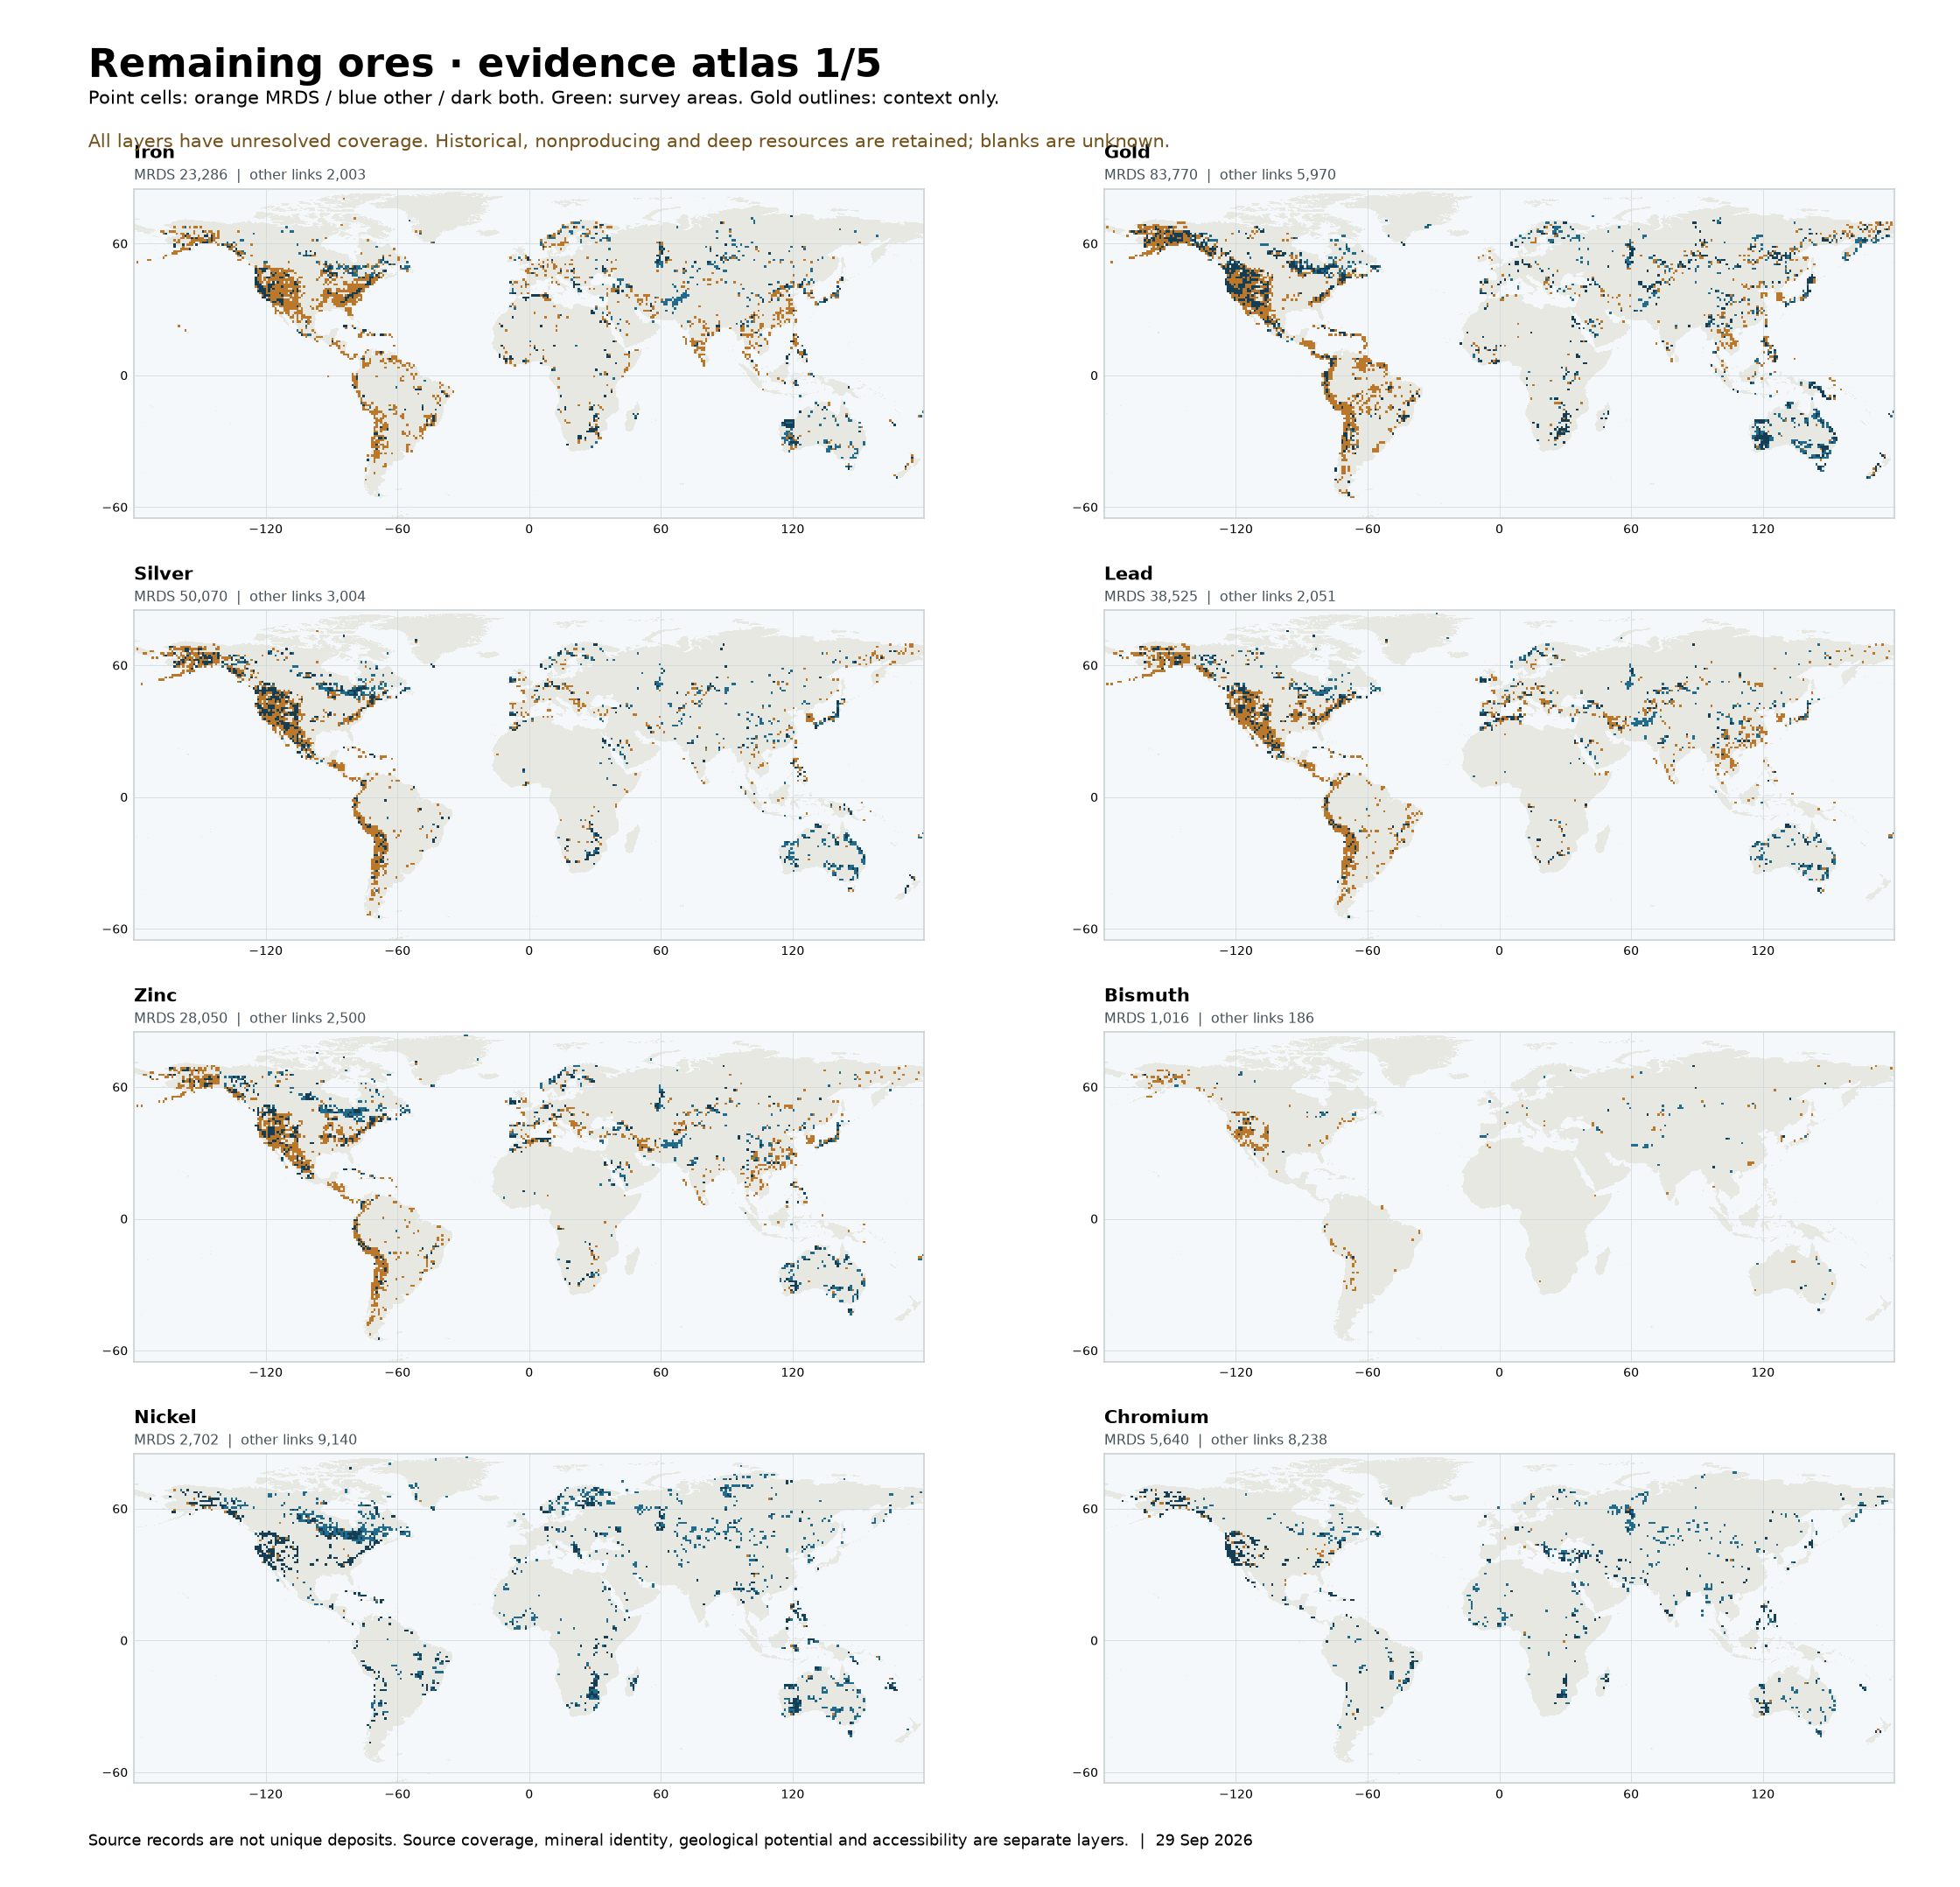 Remaining ores · evidence atlas 1/5
Point cells: orange MRDS / blue other / dark both. Green: survey areas. Gold outlines: context only.
All layers have unresolved coverage. Historical, nonproducing and deep resources are retained; blanks are unknown.
Iron
MRDS 23,286 | other links 2,003
60
0
−60
−120 −60 0 60 120
Gold
MRDS 83,770 | other links 5,970
60
0
−60
−120 −60 0 60 120
Silver
MRDS 50,070 | other links 3,004
60
0
−60
−120 −60 0 60 120
Lead
MRDS 38,525 | other links 2,051
60
0
−60
−120 −60 0 60 120
Zinc
MRDS 28,050 | other links 2,500
60
0
−60
−120 −60 0 60 120
Bismuth
MRDS 1,016 | other links 186
60
0
−60
−120 −60 0 60 120
Nickel
MRDS 2,702 | other links 9,140
60
0
−60
−120 −60 0 60 120
Chromium
MRDS 5,640 | other links 8,238
60
0
−60
−120 −60 0 60 120
Source records are not unique deposits. Source coverage, mineral identity, geological potential and accessibility are separate layers. | 29 Sep 2026